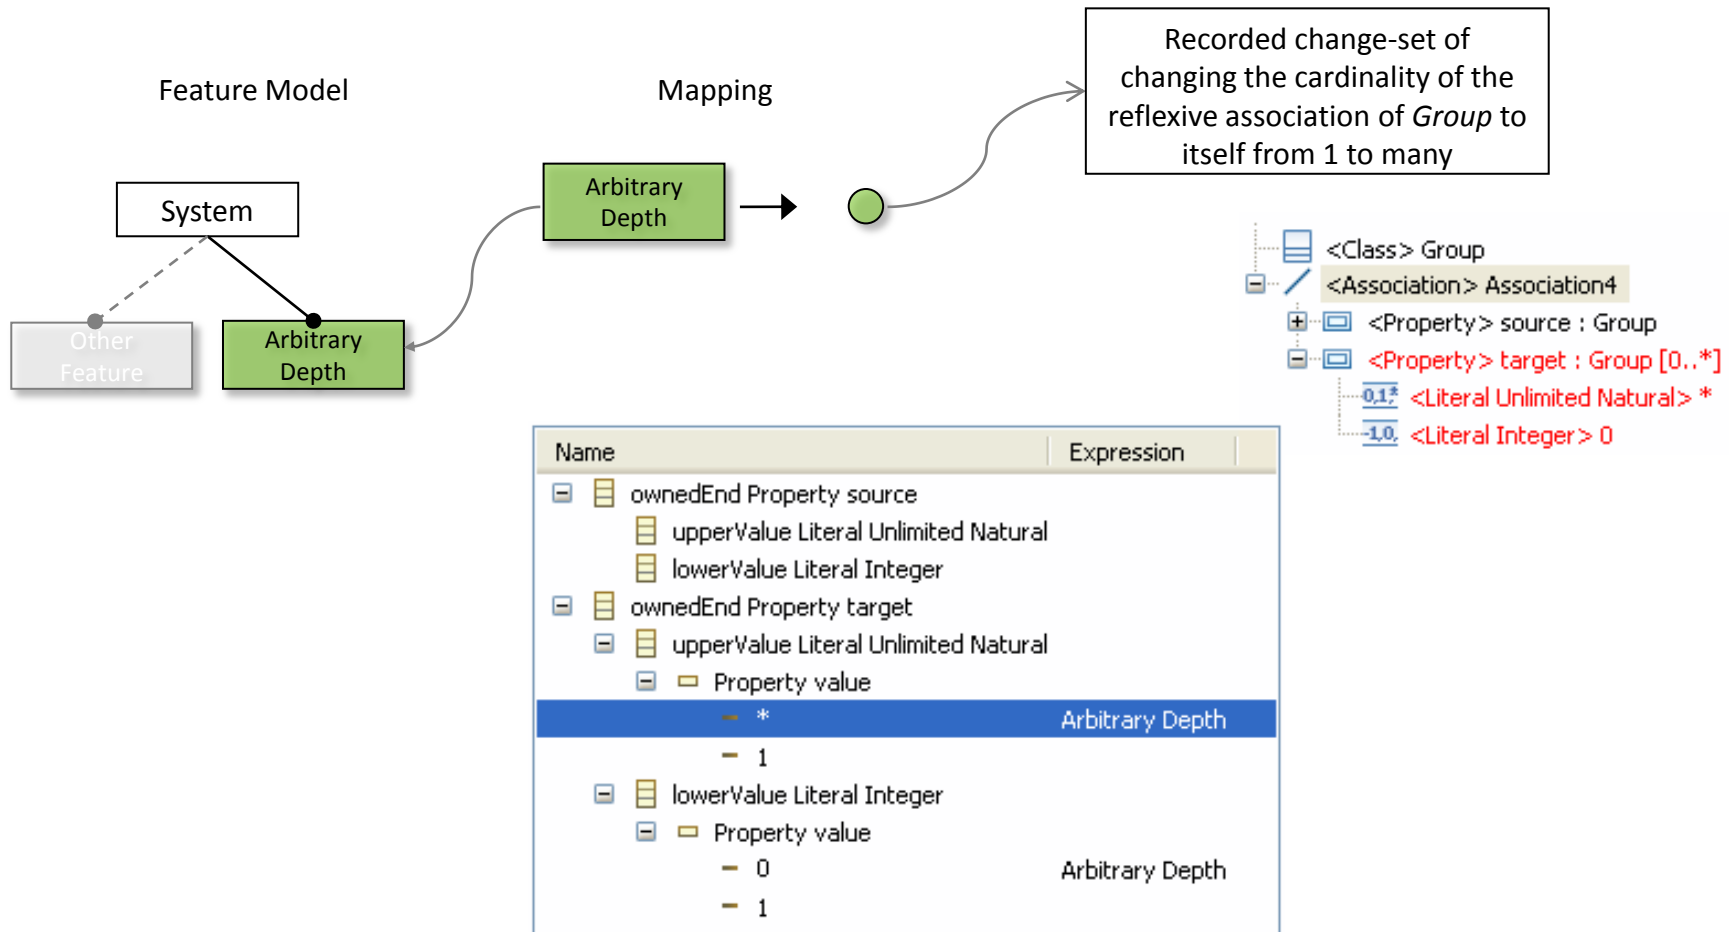 Feature Model
Mapping
Recorded change-set of
changing the cardinality of the
reflexive association of Group to
itself from 1 to many
System
Other
Feature
Arbitrary
Depth
Arbitrary
Depth
<Class> Group
<Association> Association4
<Property> source : Group
<Property> target : Group [0..*]
0,1,* <Literal Unlimited Natural> *
-1,0, <Literal Integer> 0
Name Expression
ownedEnd Property source
upperValue Literal Unlimited Natural
lowerValue Literal Integer
ownedEnd Property target
upperValue Literal Unlimited Natural
Property value
* Arbitrary Depth
1
lowerValue Literal Integer
Property value
0 Arbitrary Depth
1